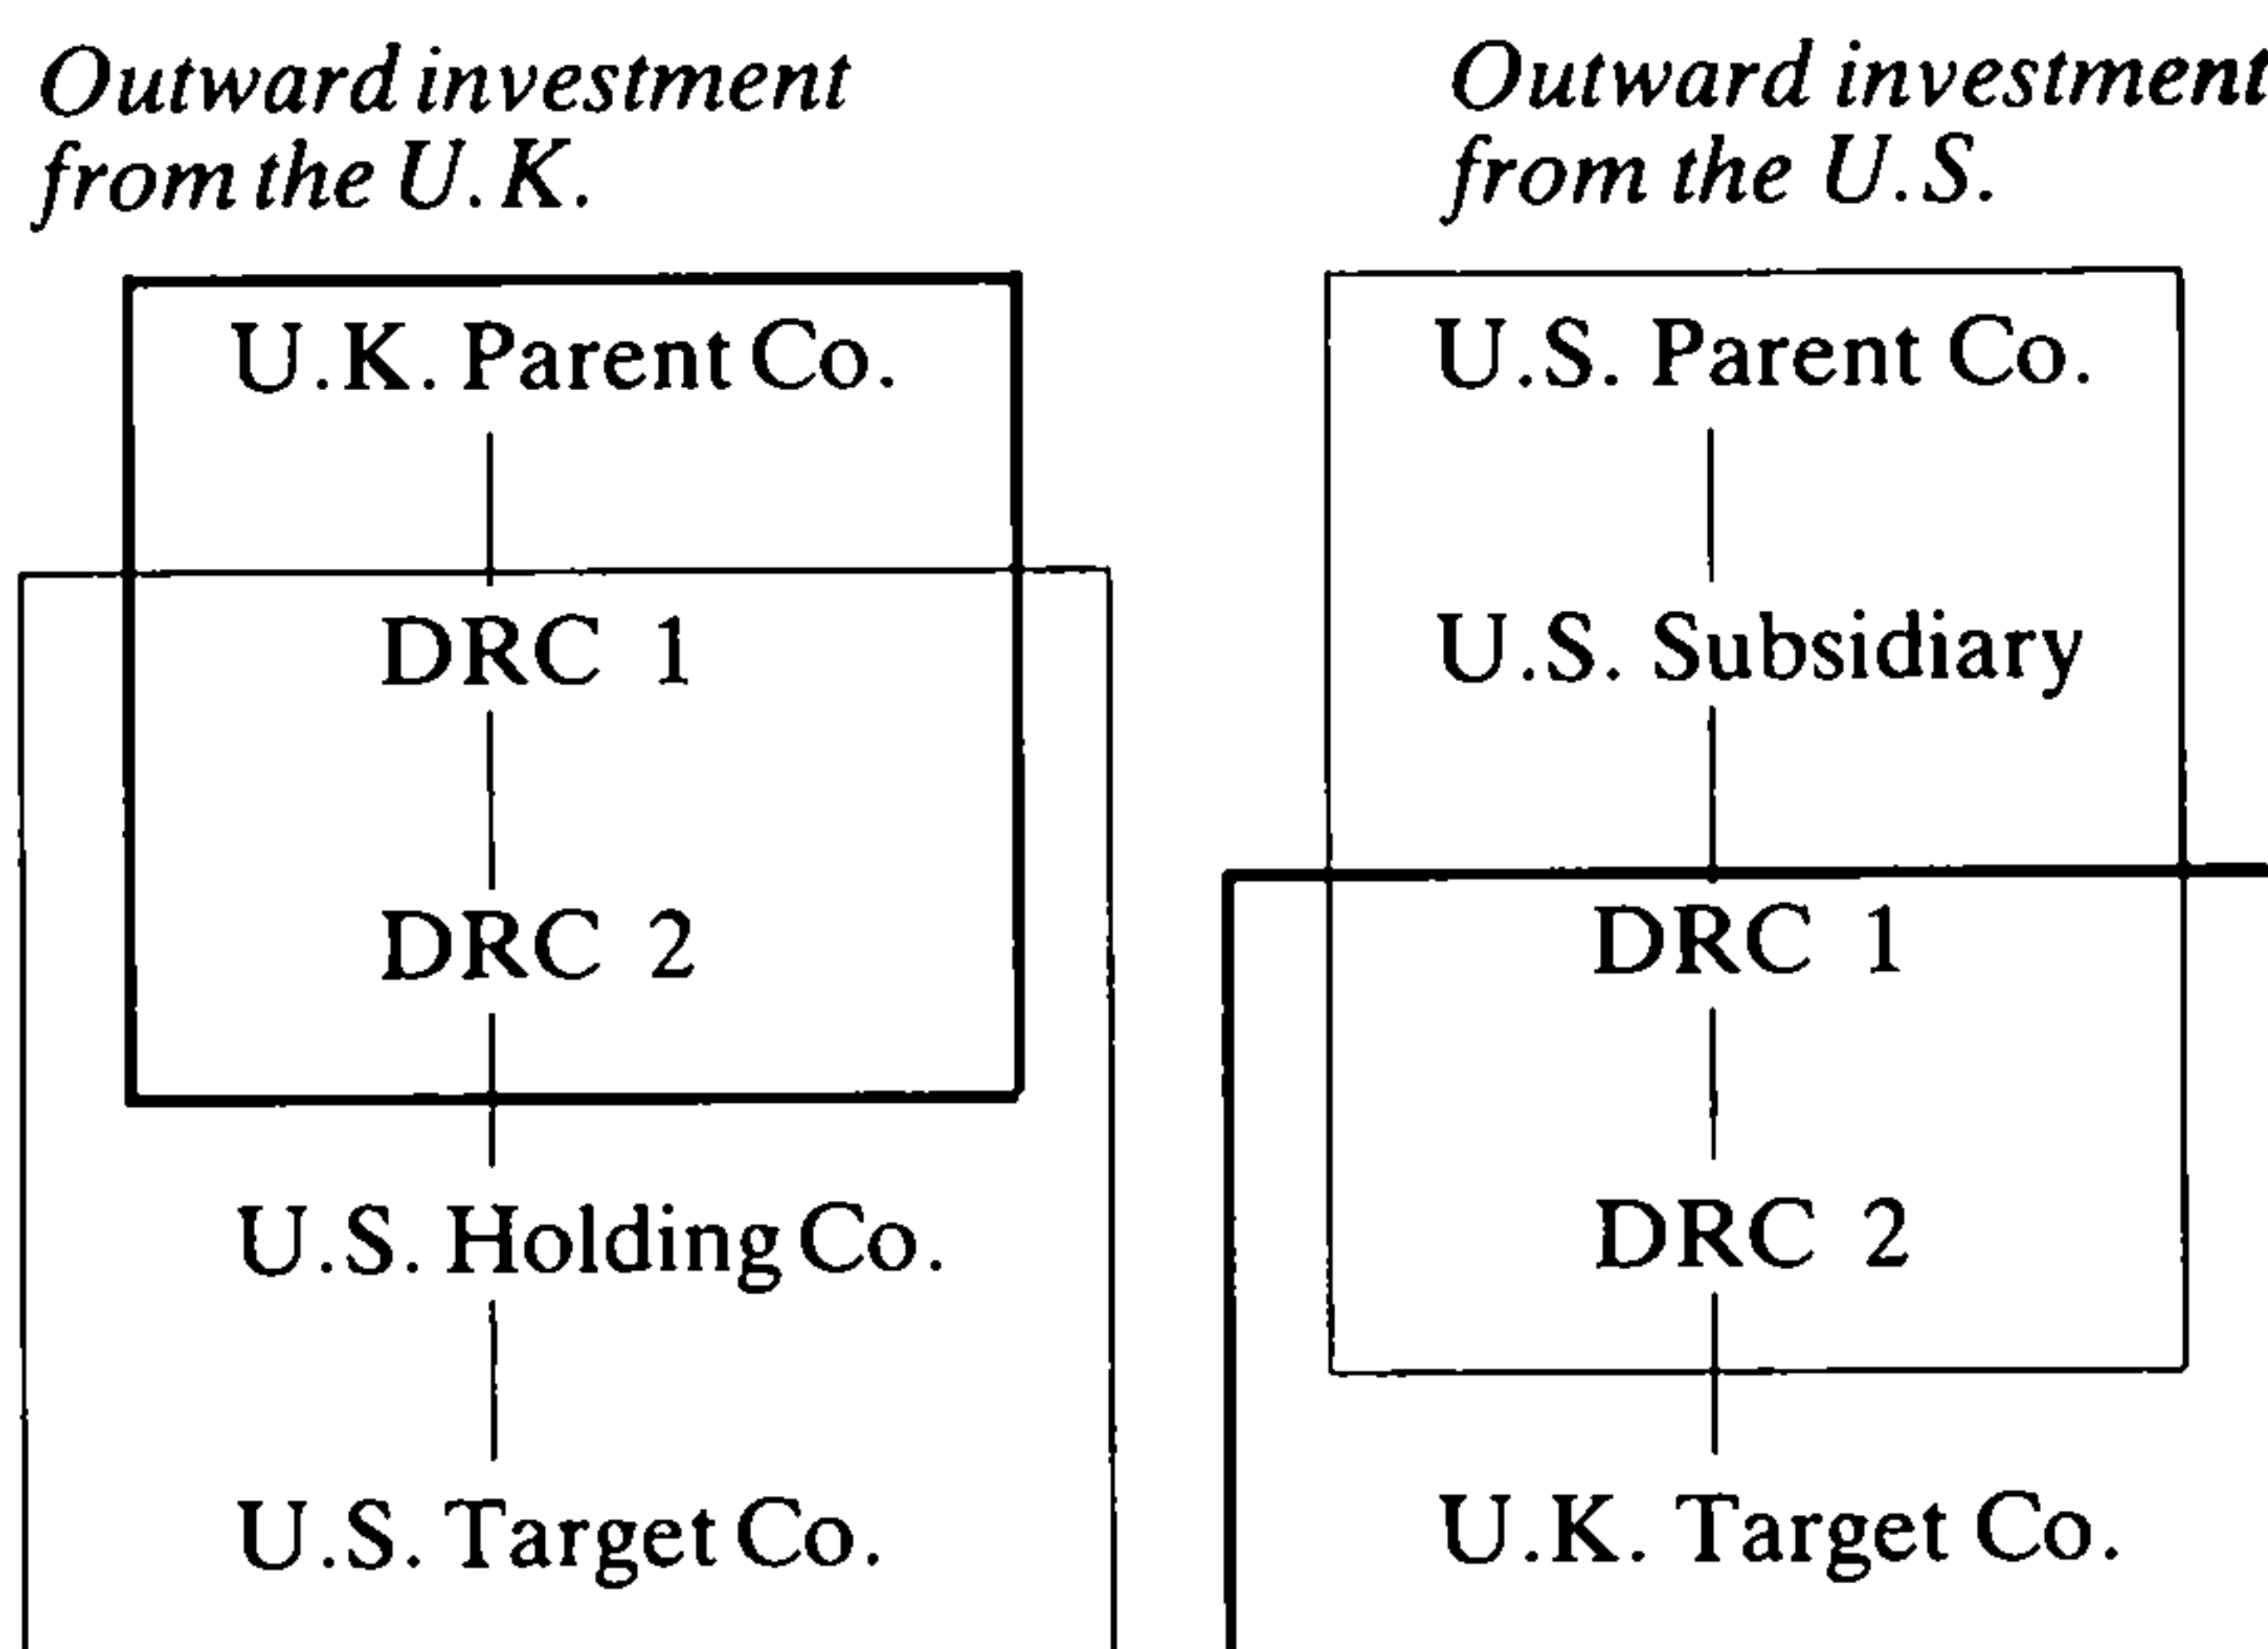 Outward investment
from the U.K.
U.K. Parent Co.
DRC 1
DRC 2
U.S. Holding Co.
U.S. Target Co.
Outward investment
from the U.S.
U.S. Parent Co.
U.S. Subsidiary
DRC 1
DRC 2
U.K. Target Co.